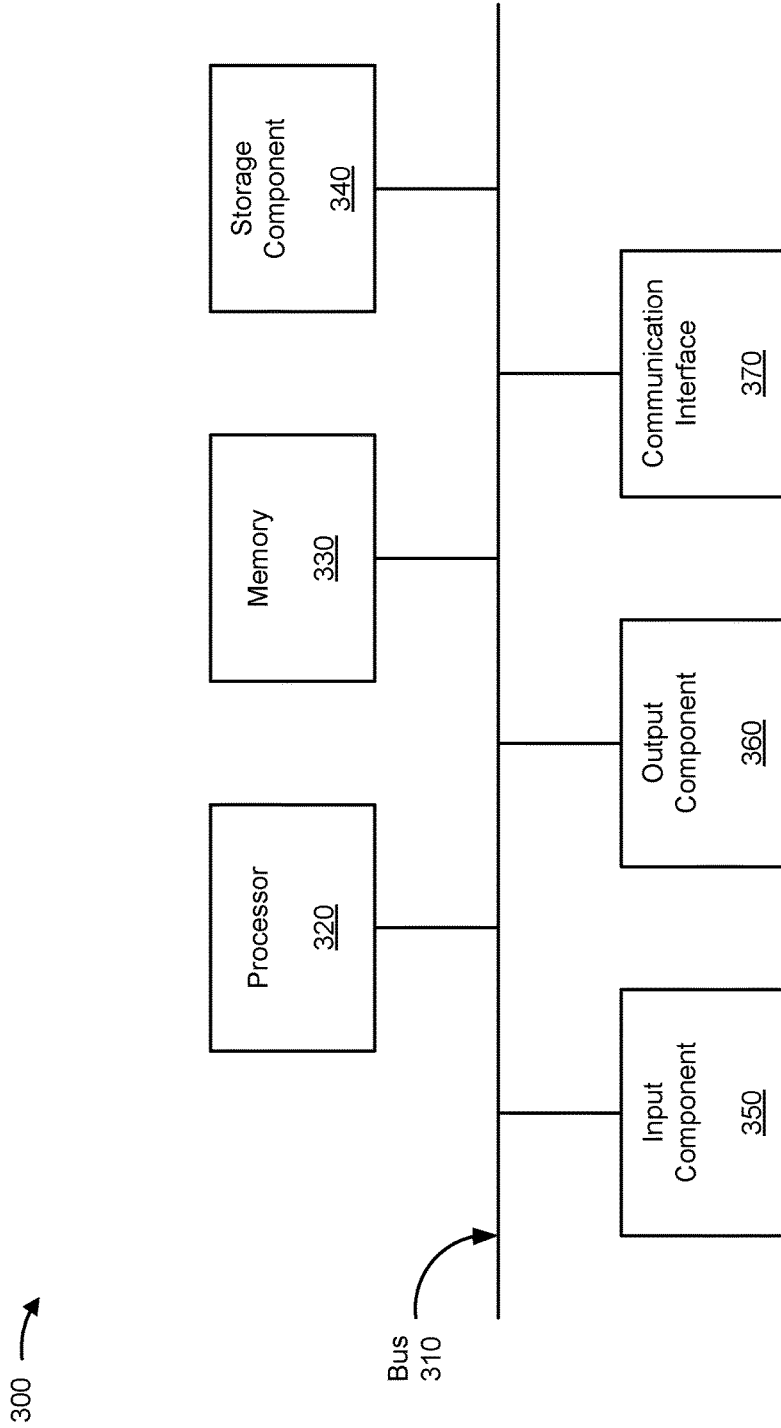 300
Processor
320
Memory
330
Storage
Component
340
Bus
310
Input
Component
350
Output
Component
360
Communication
Interface
370